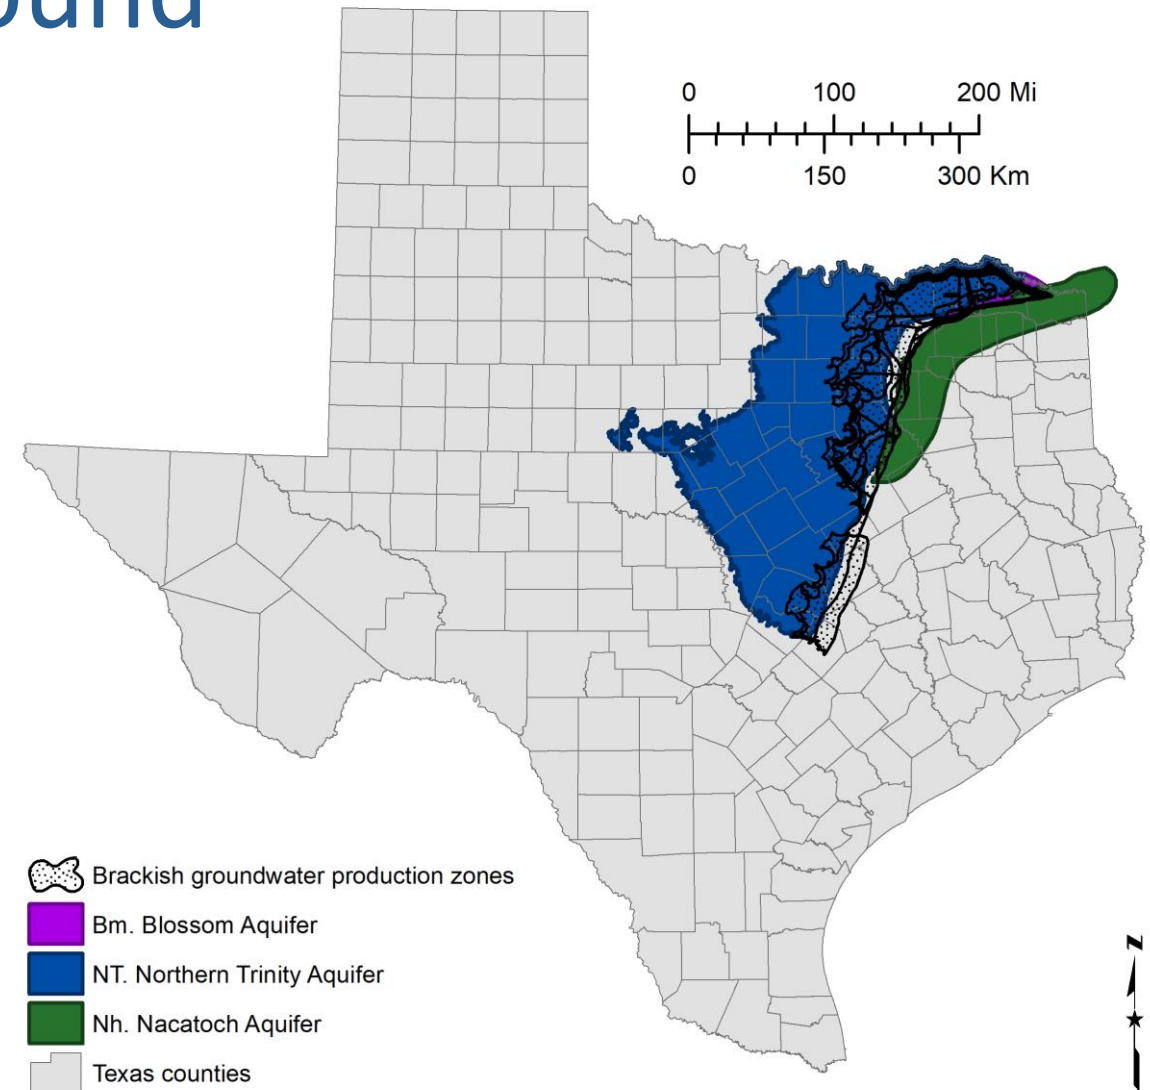 0 100 200 Mi
0 150 300 Km
Brackish groundwater production zones
Bm. Blossom Aquifer
NT. Northern Trinity Aquifer
Nh. Nacatoch Aquifer
Texas counties
N